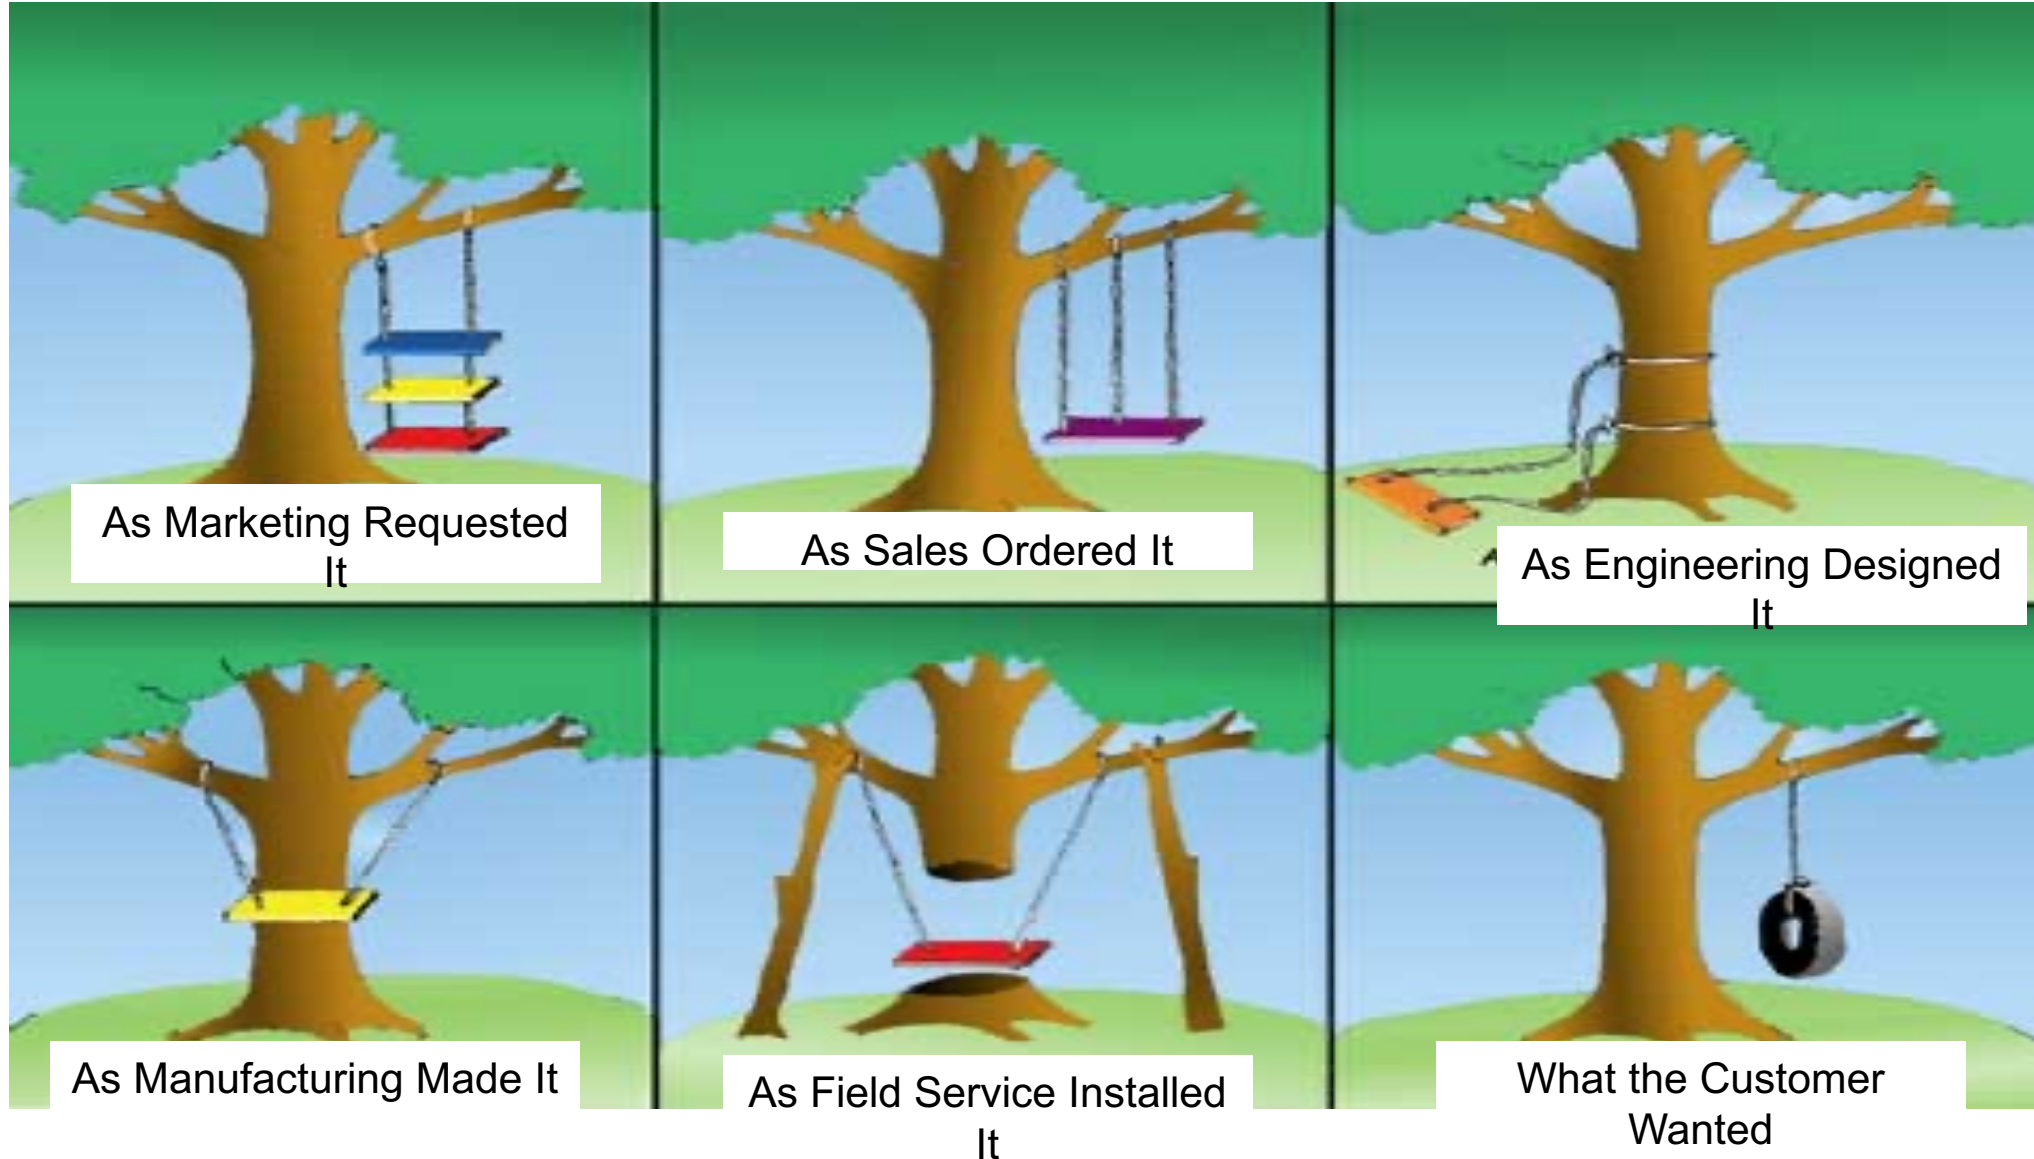 As Marketing Requested
It
As Sales Ordered It
As Engineering Designed
It
As Manufacturing Made It
As Field Service Installed
It
What the Customer
Wanted